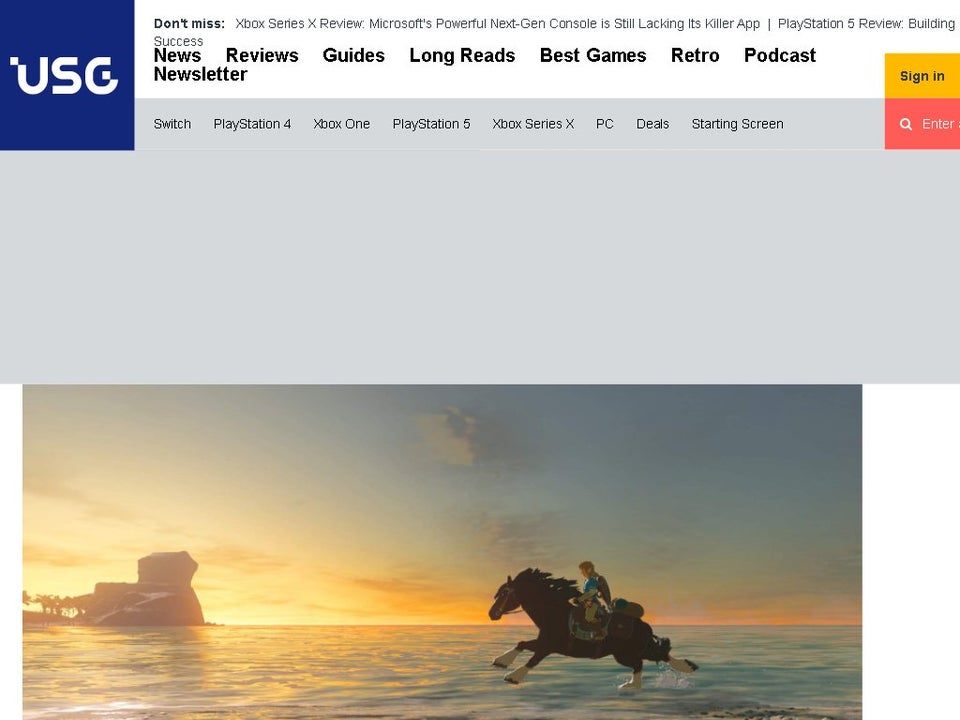 USG
Don't miss: Xbox Series X Review: Microsoft's Powerful Next-Gen Console is Still Lacking Its Killer App | PlayStation 5 Review: Building
Success
News Reviews Guides Long Reads Best Games Retro Podcast
Newsletter
Sign in
Switch PlayStation 4 Xbox One PlayStation 5 Xbox Series X PC Deals Starting Screen
Enter